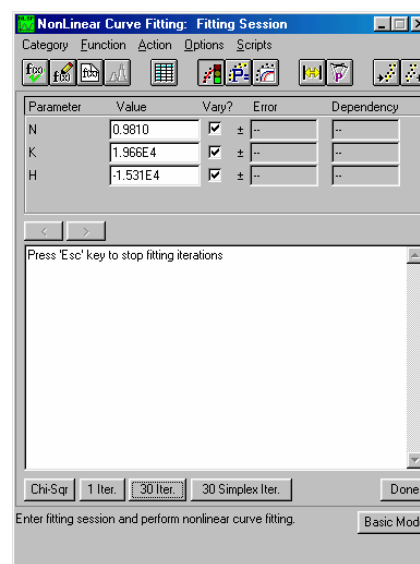 NonLinear Curve Fitting: Fitting Session
Category Function Action Options Scripts
Parameter Value Vary? Error Dependency
N 0.9810 ± -- --
K 1.966E4 ± -- --
H -1.531E4 ± -- --
< >
Press 'Esc' key to stop fitting iterations
Chi-Sqr 1 Iter. 30 Iter. 30 Simplex Iter. Done
Enter fitting session and perform nonlinear curve fitting. Basic Mod